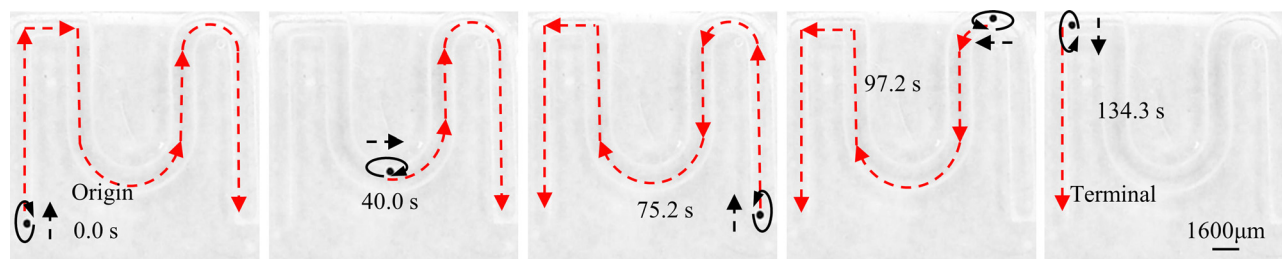 Origin
0.0 s
40.0 s
75.2 s
97.2 s
134.3 s
Terminal
1600μm